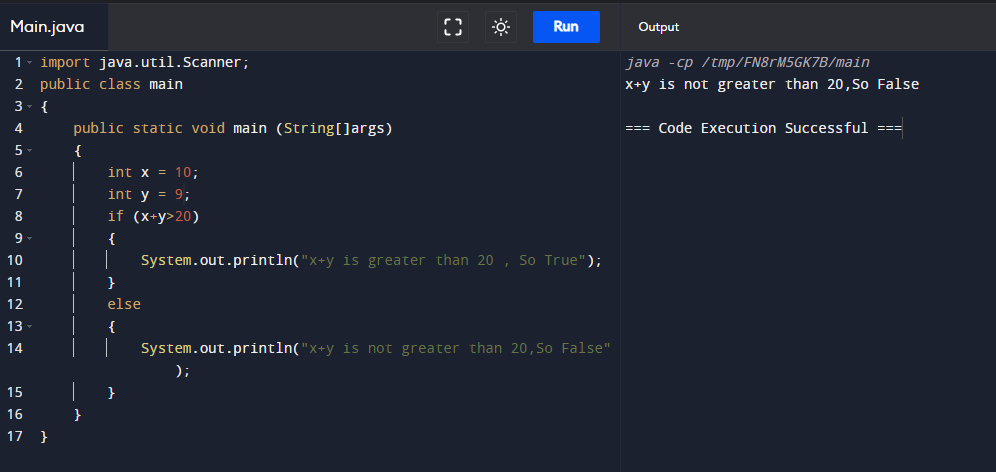 Main.java
Run
Output
1 import java.util.Scanner;
2 public class main
3 {
4 public static void main (String[]args)
5 {
6 int x = 10;
7 int y = 9;
8 if (x+y>20)
9 {
10 System.out.println("x+y is greater than 20 , So True");
11 }
12 else
13 {
14 System.out.println("x+y is not greater than 20,So False"
);
15 }
16 }
17 }
java -cp /tmp/FN8rM5GK7B/main
x+y is not greater than 20,So False
=== Code Execution Successful ===